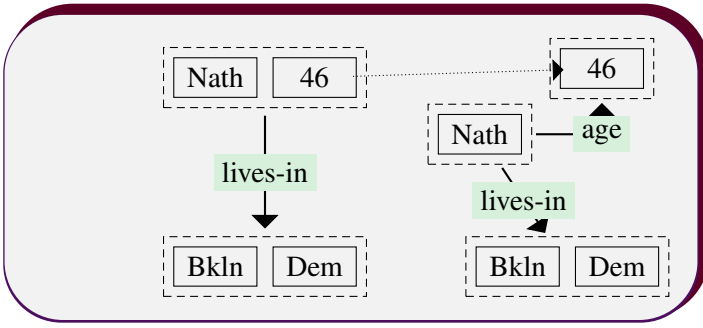 Nath 46
lives-in
Bkln Dem
46
age
Nath
lives-in
Bkln Dem